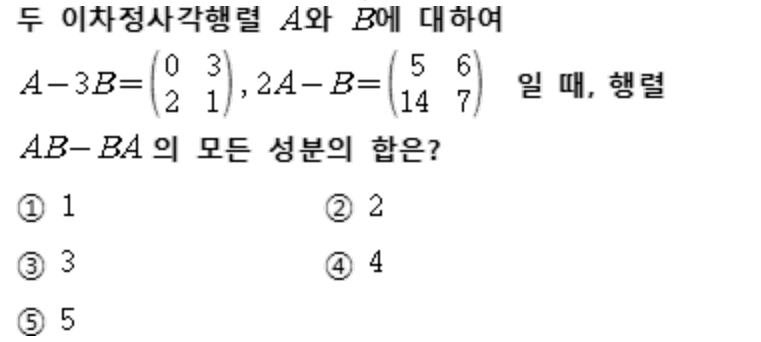 두 이차정사각행렬 A와 B에 대하여
A-3B=(0 3
2 1), 2A-B=(5 6
14 7) 일 때, 행렬
AB-BA의 모든 성분의 합은?
① 1 ② 2
③ 3 ④ 4
⑤ 5